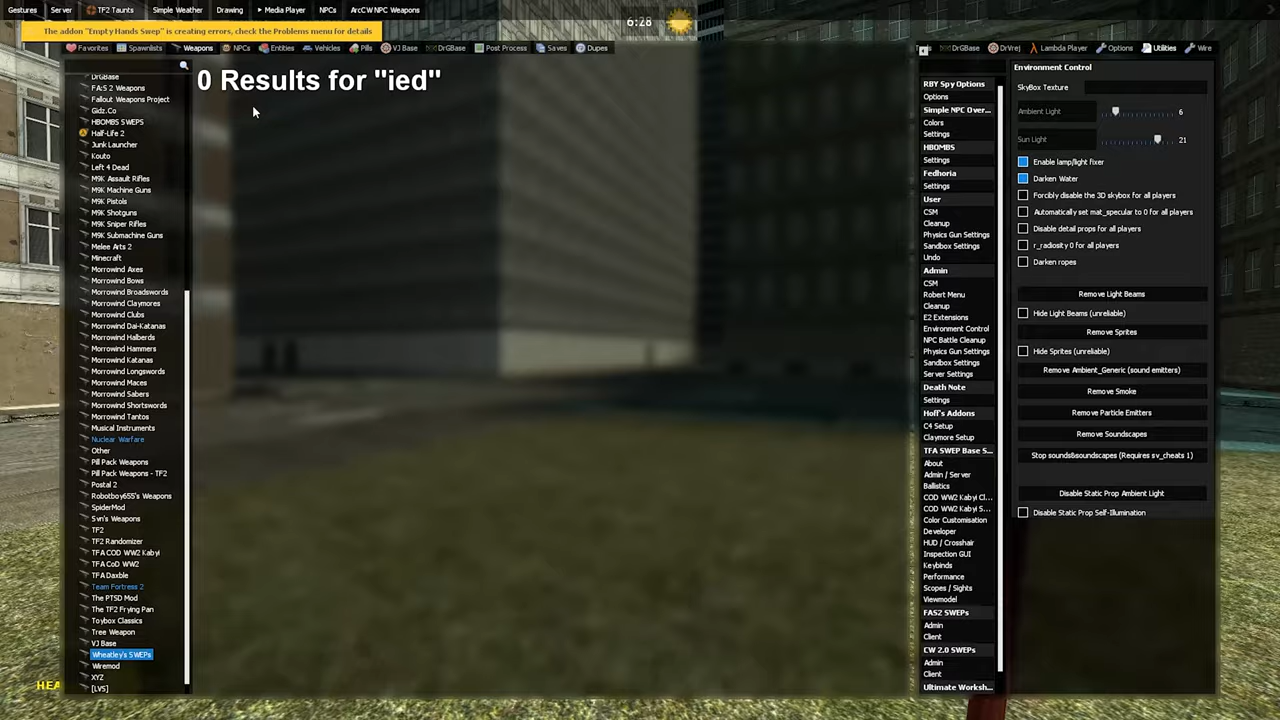 Gestures Server TF2 Taunts Simple Weather Drawing Media Player NPCs ArcCW NPC Weapons
The addon "Empty Hands Swep" is creating errors, check the Problems menu for details
6:28
Favorites Spawnlists Weapons NPCs Entities Vehicles Pills VJ Base DrGBase Post Process Saves Dupes
0 Results for "ied"
DrGBase
FA:S 2 Weapons
Fallout Weapons Project
Gidz.Co
HBOMBS SWEPS
Half-Life 2
Junk Launcher
Kouto
Left 4 Dead
M9K Assault Rifles
M9K Machine Guns
M9K Pistols
M9K Shotguns
M9K Sniper Rifles
M9K Submachine Guns
Melee Arts 2
Minecraft
Morrowind Axes
Morrowind Bows
Morrowind Broadswords
Morrowind Claymores
Morrowind Clubs
Morrowind Dai-Katanas
Morrowind Halberds
Morrowind Hammers
Morrowind Katanas
Morrowind Longswords
Morrowind Maces
Morrowind Sabers
Morrowind Shortswords
Morrowind Tantos
Musical Instruments
Nuclear Warfare
Other
Pill Pack Weapons
Pill Pack Weapons - TF2
Postal 2
Robotboy655's Weapons
SpiderMod
Svn's Weapons
TF2
TF2 Randomizer
TFA COD WW2 Kabyl
TFA CoD WW2
TFA Daxble
Team Fortress 2
The PTSD Mod
The TF2 Frying Pan
Toybox Classics
Tree Weapon
VJ Base
Wheatley's SWEPs
Wiremod
XYZ
[LVS]
HEA
DrGBase DrVrej Lambda Player Options Utilities Wire
RBY Spy Options
Options
Simple NPC Over...
Colors
Settings
HBOMBS
Settings
Fedhoria
Settings
User
CSM
Cleanup
Physics Gun Settings
Sandbox Settings
Undo
Admin
CSM
Robert Menu
Cleanup
E2 Extensions
Environment Control
NPC Battle Cleanup
Physics Gun Settings
Sandbox Settings
Server Settings
Death Note
Settings
Hoff's Addons
C4 Setup
Claymore Setup
TFA SWEP Base S...
About
Admin / Server
Ballistics
COD WW2 Kabyl Cl...
COD WW2 Kabyl S...
Color Customisation
Developer
HUD / Crosshair
Inspection GUI
Keybinds
Performance
Scopes / Sights
Viewmodel
FAS2 SWEPs
Admin
Client
CW 2.0 SWEPs
Admin
Client
Ultimate Worksh...
Environment Control
SkyBox Texture
Ambient Light 6
Sun Light 21
Enable lamp/light fixer
Darken Water
Forcibly disable the 3D skybox for all players
Automatically set mat_specular to 0 for all players
Disable detail props for all players
r_radiosity 0 for all players
Darken ropes
Remove Light Beams
Hide Light Beams (unreliable)
Remove Sprites
Hide Sprites (unreliable)
Remove Ambient_Generic (sound emitters)
Remove Smoke
Remove Particle Emitters
Remove Soundscapes
Stop sounds&soundscapes (Requires sv_cheats 1)
Disable Static Prop Ambient Light
Disable Static Prop Self-Illumination